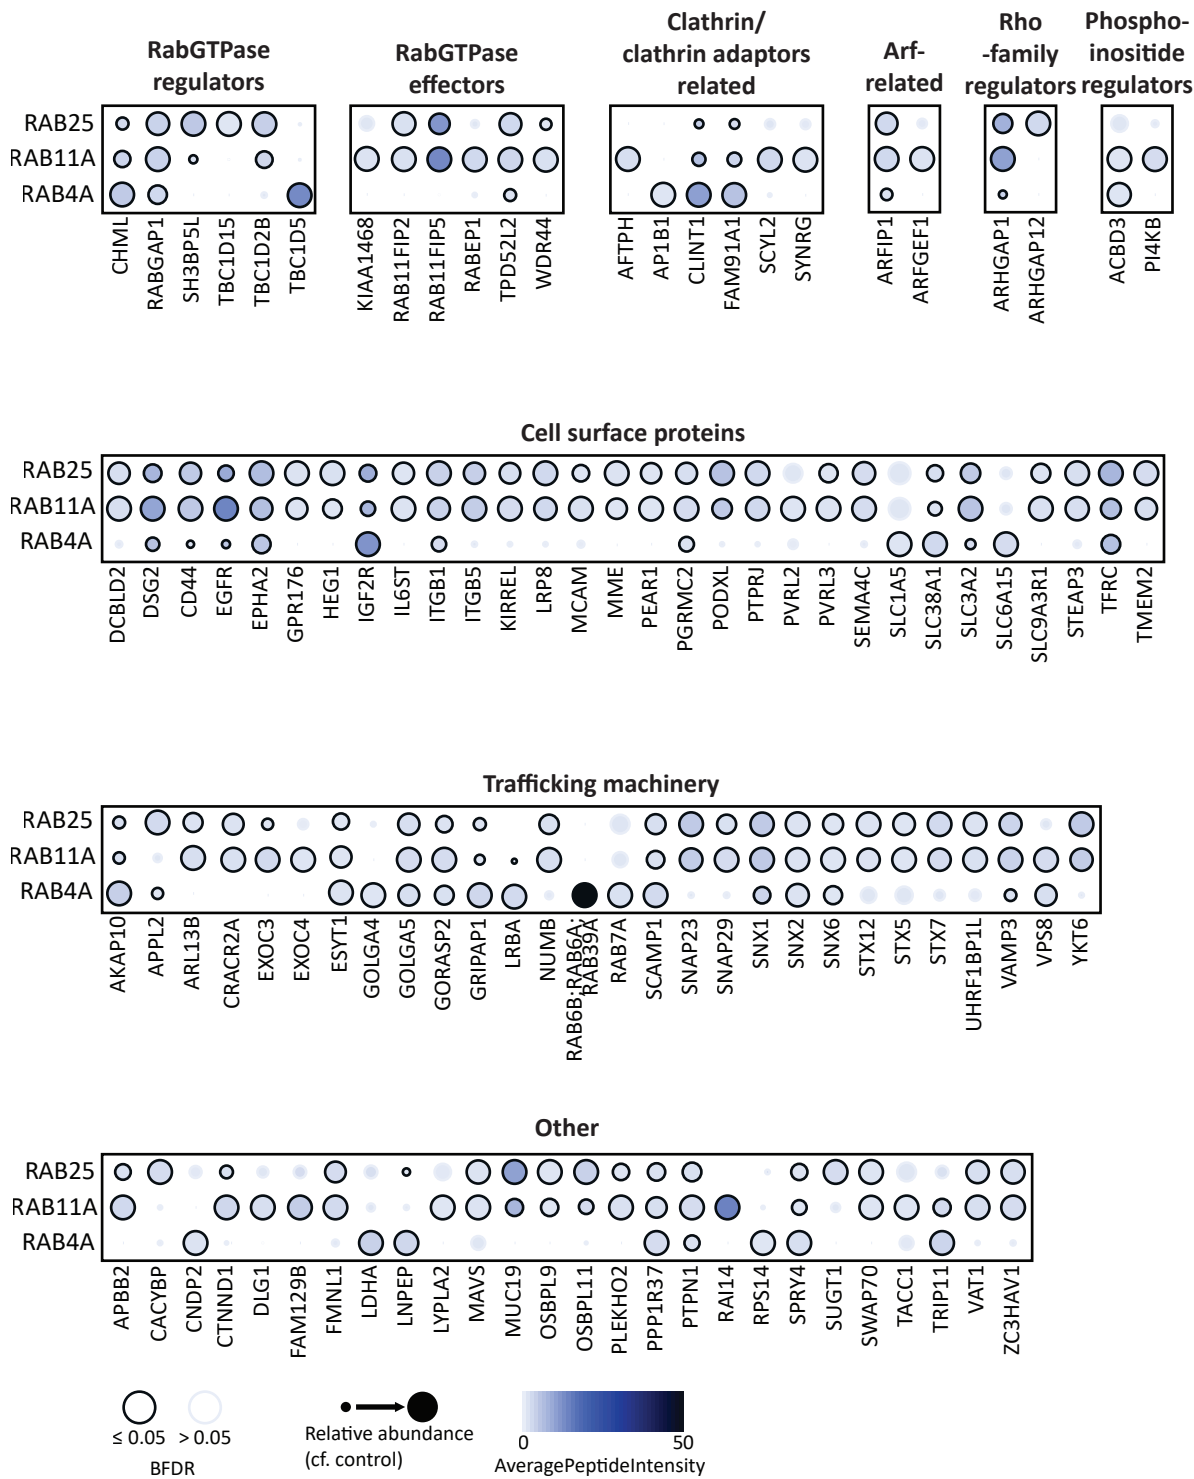 RabGTPase
regulators
RabGTPase
effectors
Clathrin/
clathrin adaptors
related
Arf-
related
Rho
-family
regulators
Phospho-
inositide
regulators
RAB25
RAB11A
RAB4A
CHML
RABGAP1
SH3BP5L
TBC1D15
TBC1D2B
TBC1D5
KIAA1468
RAB11FIP2
RAB11FIP5
RABEP1
TPD52L2
WDR44
AFTPH
AP1B1
CLINT1
FAM91A1
SCYL2
SYNRG
ARFIP1
ARFGEF1
ARHGAP1
ARHGAP12
ACBD3
PI4KB
Cell surface proteins
RAB25
RAB11A
RAB4A
DCBLD2
DSG2
CD44
EGFR
EPHA2
GPR176
HEG1
IGF2R
IL6ST
ITGB1
ITGB5
KIRREL
LRP8
MCAM
MME
PEAR1
PGRMC2
PODXL
PTPRJ
PVRL2
PVRL3
SEMA4C
SLC1A5
SLC38A1
SLC3A2
SLC6A15
SLC9A3R1
STEAP3
TFRC
TMEM2
Trafficking machinery
RAB25
RAB11A
RAB4A
AKAP10
APPL2
ARL13B
CRACR2A
EXOC3
EXOC4
ESYT1
GOLGA4
GOLGA5
GORASP2
GRIPAP1
LRBA
NUMB
RAB6B;RAB6A;
RAB39A
RAB7A
SCAMP1
SNAP23
SNAP29
SNX1
SNX2
SNX6
STX12
STX5
STX7
UHRF1BP1L
VAMP3
VPS8
YKT6
Other
RAB25
RAB11A
RAB4A
APBB2
CACYBP
CNDP2
CTNND1
DLG1
FAM129B
FMNL1
LDHA
LNPEP
LYPLA2
MAVS
MUC19
OSBPL9
OSBPL11
PLEKHO2
PPP1R37
PTPN1
RAI14
RPS14
SPRY4
SUGT1
SWAP70
TACC1
TRIP11
VAT1
ZC3HAV1
≤ 0.05 > 0.05
BFDR
Relative abundance
(cf. control)
0 50
AveragePeptideIntensity